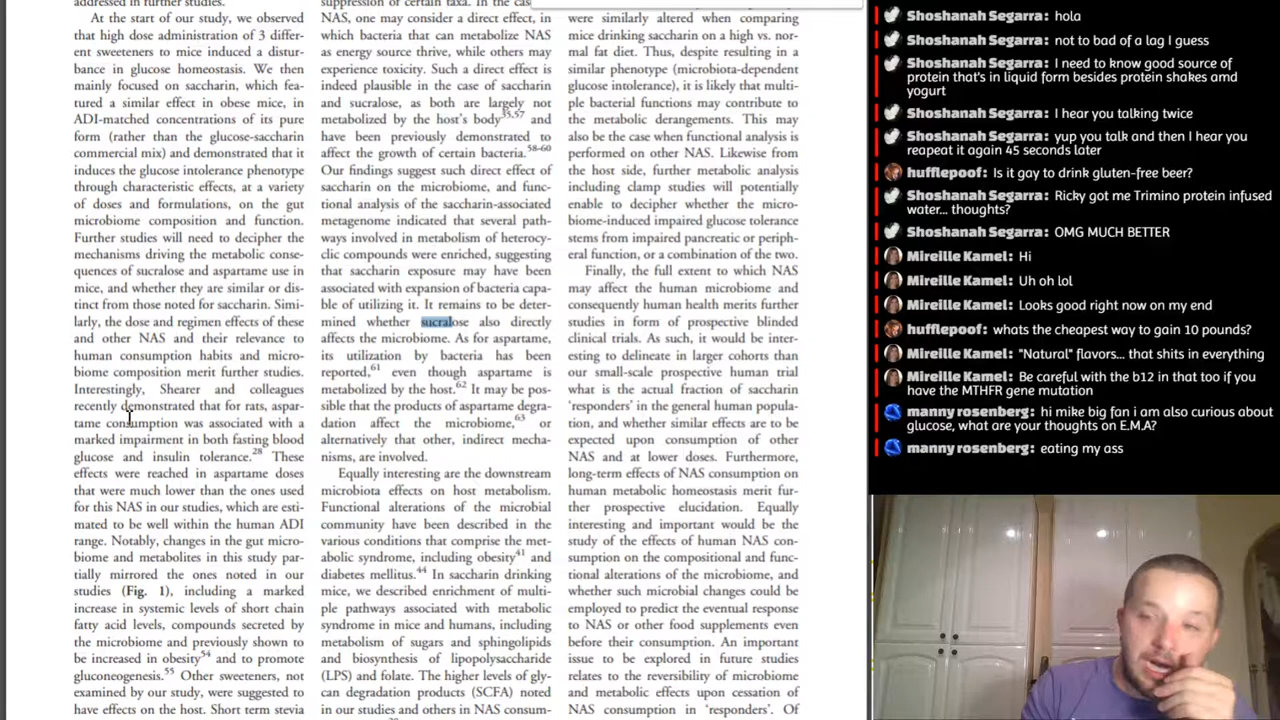 addressed in further studies.
At the start of our study, we observed
that high dose administration of 3 differ-
ent sweeteners to mice induced a distur-
bance in glucose homeostasis. We then
mainly focused on saccharin, which fea-
tured a similar effect in obese mice, in
ADI-matched concentrations of its pure
form (rather than the glucose-saccharin
commercial mix) and demonstrated that it
induces the glucose intolerance phenotype
through characteristic effects, at a variety
of doses and formulations, on the gut
microbiome composition and function.
Further studies will need to decipher the
mechanisms driving the metabolic conse-
quences of sucralose and aspartame use in
mice, and whether they are similar or dis-
tinct from those noted for saccharin. Simi-
larly, the dose and regimen effects of these
and other NAS and their relevance to
human consumption habits and micro-
biome composition merit further studies.
Interestingly, Shearer and colleagues
recently demonstrated that for rats, aspar-
tame consumption was associated with a
marked impairment in both fasting blood
glucose and insulin tolerance.28 These
effects were reached in aspartame doses
that were much lower than the ones used
for this NAS in our studies, which are esti-
mated to be well within the human ADI
range. Notably, changes in the gut micro-
biome and metabolites in this study par-
tially mirrored the ones noted in our
studies (Fig. 1), including a marked
increase in systemic levels of short chain
fatty acid levels, compounds secreted by
the microbiome and previously shown to
be increased in obesity54 and to promote
gluconeogenesis.55 Other sweeteners, not
examined by our study, were suggested to
have effects on the host. Short term stevia
suppression of certain taxa. In the case
NAS, one may consider a direct effect, in
which bacteria that can metabolize NAS
as energy source thrive, while others may
experience toxicity. Such a direct effect is
indeed plausible in the case of saccharin
and sucralose, as both are largely not
metabolized by the host's body55,57 and
have been previously demonstrated to
affect the growth of certain bacteria.58-60
Our findings suggest such direct effect of
saccharin on the microbiome, and func-
tional analysis of the saccharin-associated
metagenome indicated that several path-
ways involved in metabolism of heterocy-
clic compounds were enriched, suggesting
that saccharin exposure may have been
associated with expansion of bacteria capa-
ble of utilizing it. It remains to be deter-
mined whether sucralose also directly
affects the microbiome. As for aspartame,
its utilization by bacteria has been
reported,61 even though aspartame is
metabolized by the host.62 It may be pos-
sible that the products of aspartame degra-
dation affect the microbiome,63 or
alternatively that other, indirect mecha-
nisms, are involved.
Equally interesting are the downstream
microbiota effects on host metabolism.
Functional alterations of the microbial
community have been described in the
various conditions that comprise the met-
abolic syndrome, including obesity41 and
diabetes mellitus.44 In saccharin drinking
mice, we described enrichment of multi-
ple pathways associated with metabolic
syndrome in mice and humans, including
metabolism of sugars and sphingolipids
and biosynthesis of lipopolysaccharide
(LPS) and folate. The higher levels of gly-
can degradation products (SCFA) noted
in our studies and others in NAS consum-
were similarly altered when comparing
mice drinking saccharin on a high vs. nor-
mal fat diet. Thus, despite resulting in a
similar phenotype (microbiota-dependent
glucose intolerance), it is likely that multi-
ple bacterial functions may contribute to
the metabolic derangements. This may
also be the case when functional analysis is
performed on other NAS. Likewise from
the host side, further metabolic analysis
including clamp studies will potentially
enable to decipher whether the micro-
biome-induced impaired glucose tolerance
stems from impaired pancreatic or periph-
eral function, or a combination of the two.
Finally, the full extent to which NAS
may affect the human microbiome and
consequently human health merits further
studies in form of prospective blinded
clinical trials. As such, it would be inter-
esting to delineate in larger cohorts than
our small-scale prospective human trial
what is the actual fraction of saccharin
'responders' in the general human popula-
tion, and whether similar effects are to be
expected upon consumption of other
NAS and at lower doses. Furthermore,
long-term effects of NAS consumption on
human metabolic homeostasis merit fur-
ther prospective elucidation. Equally
interesting and important would be the
study of the effects of human NAS con-
sumption on the compositional and func-
tional alterations of the microbiome, and
whether such microbial changes could be
employed to predict the eventual response
to NAS or other food supplements even
before their consumption. An important
issue to be explored in future studies
relates to the reversibility of microbiome
and metabolic effects upon cessation of
NAS consumption in 'responders'. Of
Shoshanah Segarra: hola
Shoshanah Segarra: not to bad of a lag I guess
Shoshanah Segarra: I need to know good source of
protein that's in liquid form besides protein shakes amd
yogurt
Shoshanah Segarra: I hear you talking twice
Shoshanah Segarra: yup you talk and then I hear you
reapeat it again 45 seconds later
hufflepoof: Is it gay to drink gluten-free beer?
Shoshanah Segarra: Ricky got me Trimino protein infused
water... thoughts?
Shoshanah Segarra: OMG MUCH BETTER
Mireille Kamel: Hi
Mireille Kamel: Uh oh lol
Mireille Kamel: Looks good right now on my end
hufflepoof: whats the cheapest way to gain 10 pounds?
Mireille Kamel: "Natural" flavors... that shits in everything
Mireille Kamel: Be careful with the b12 in that too if you
have the MTHFR gene mutation
manny rosenberg: hi mike big fan i am also curious about
glucose, what are your thoughts on E.M.A?
manny rosenberg: eating my ass